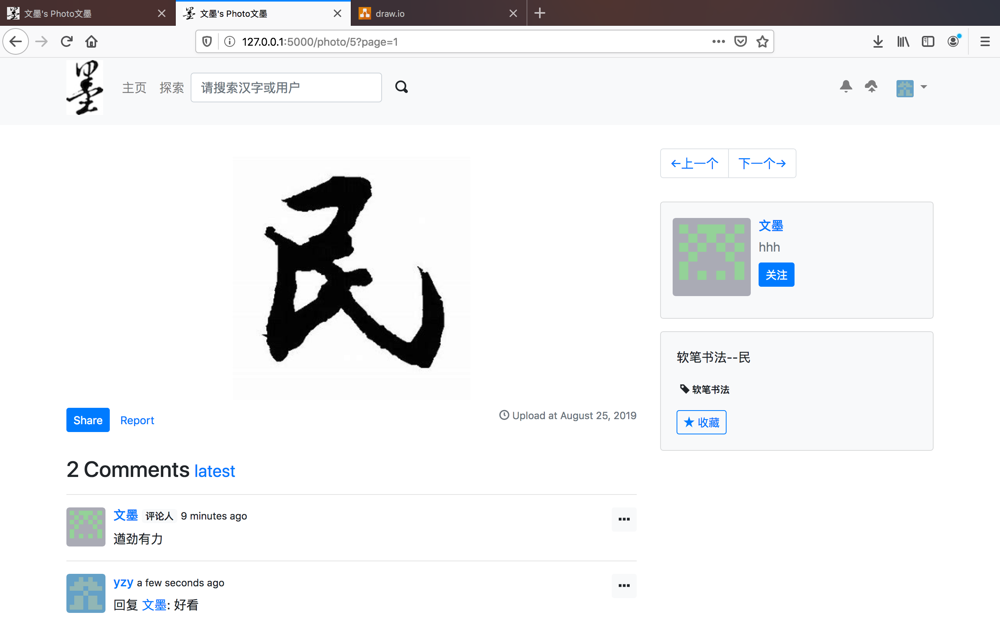 文墨's Photo文墨
文墨's Photo文墨
draw.io
127.0.0.1:5000/photo/5?page=1
墨
主页
探索
请搜索汉字或用户
民
←上一个
下一个→
文墨
hhh
关注
软笔书法--民
软笔书法
★ 收藏
Share
Report
Upload at August 25, 2019
2 Comments latest
文墨 评论人 9 minutes ago
遒劲有力
yzy a few seconds ago
回复 文墨: 好看